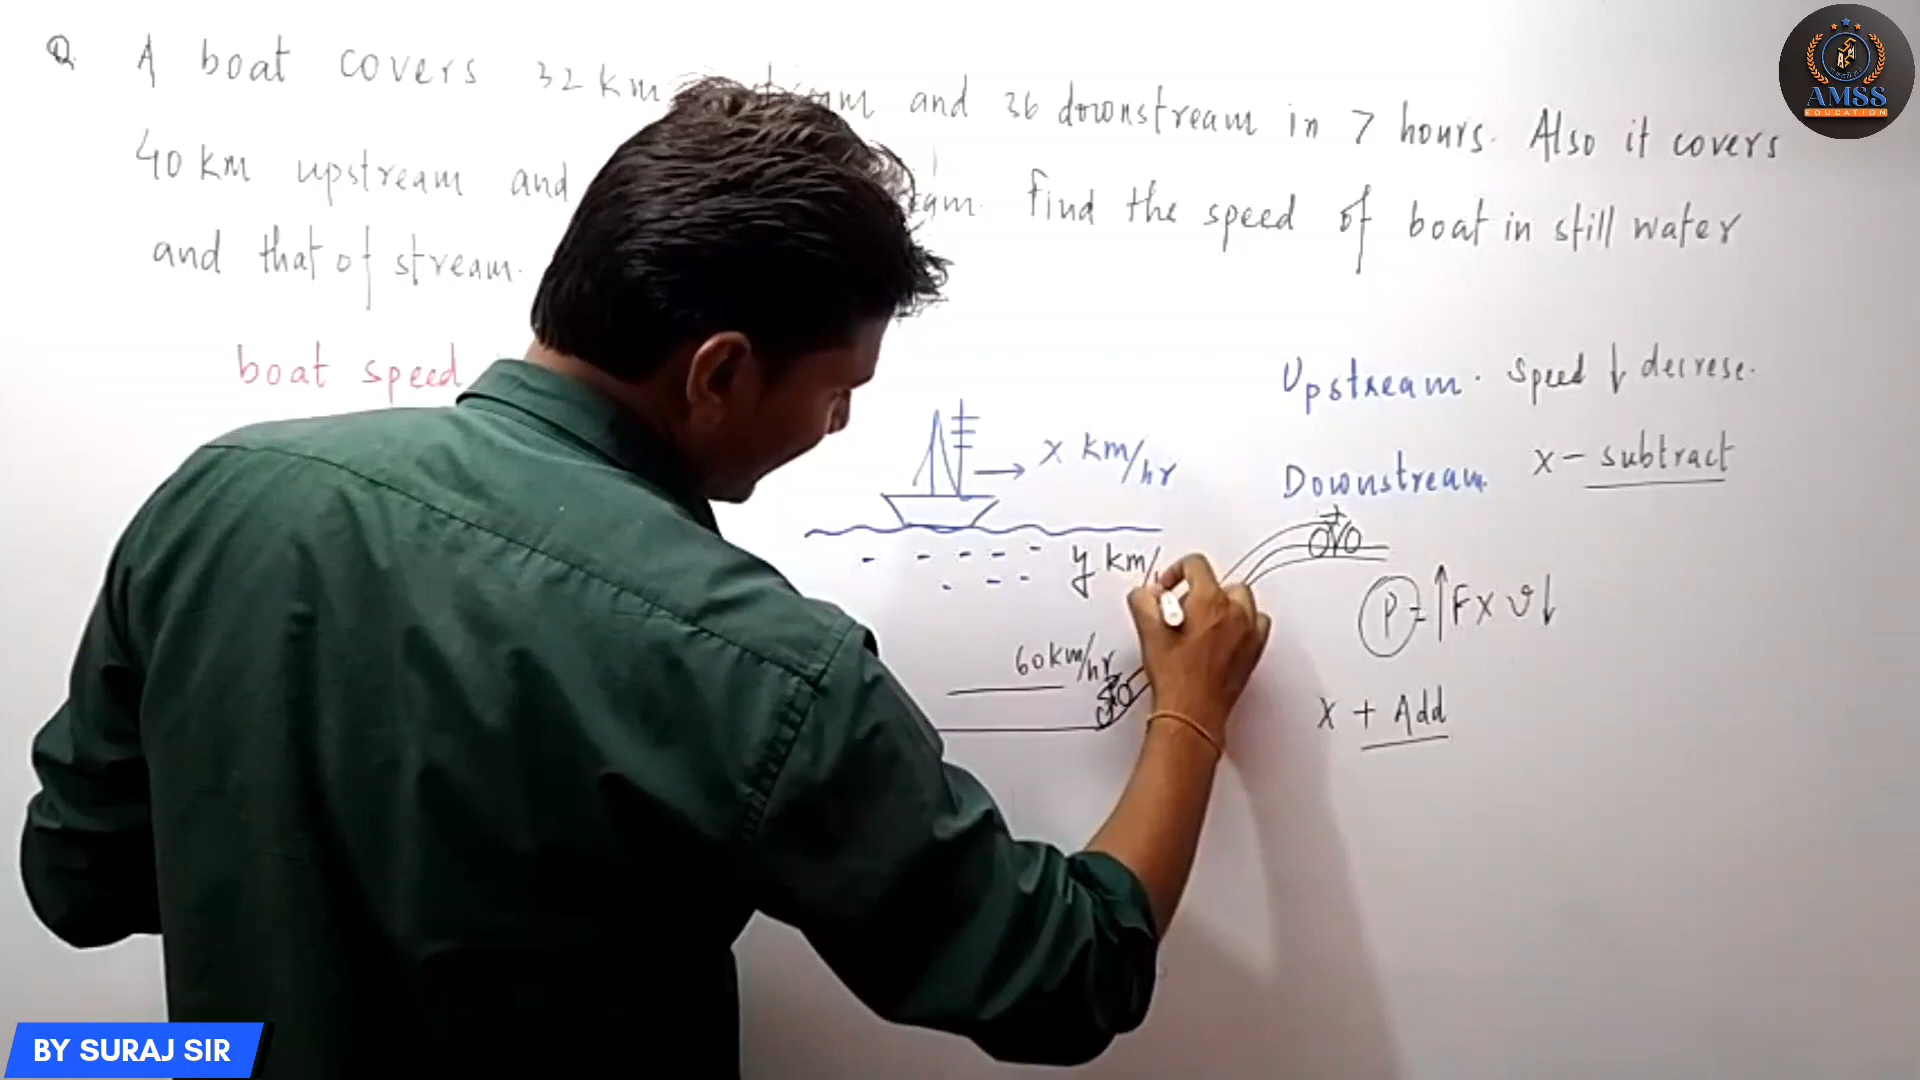 Q. A boat covers 32 km and 36 downstream in 7 hours. Also it covers
40 km upstream and Find the speed of boat in still water
and that of stream.
boat speed
Upstream. Speed ↓ decrese.
x km/hr
Downstream x - subtract
y km/
P = ↑F x v↓
60km/hr
x + Add
AMSS
EDUCATION
BY SURAJ SIR